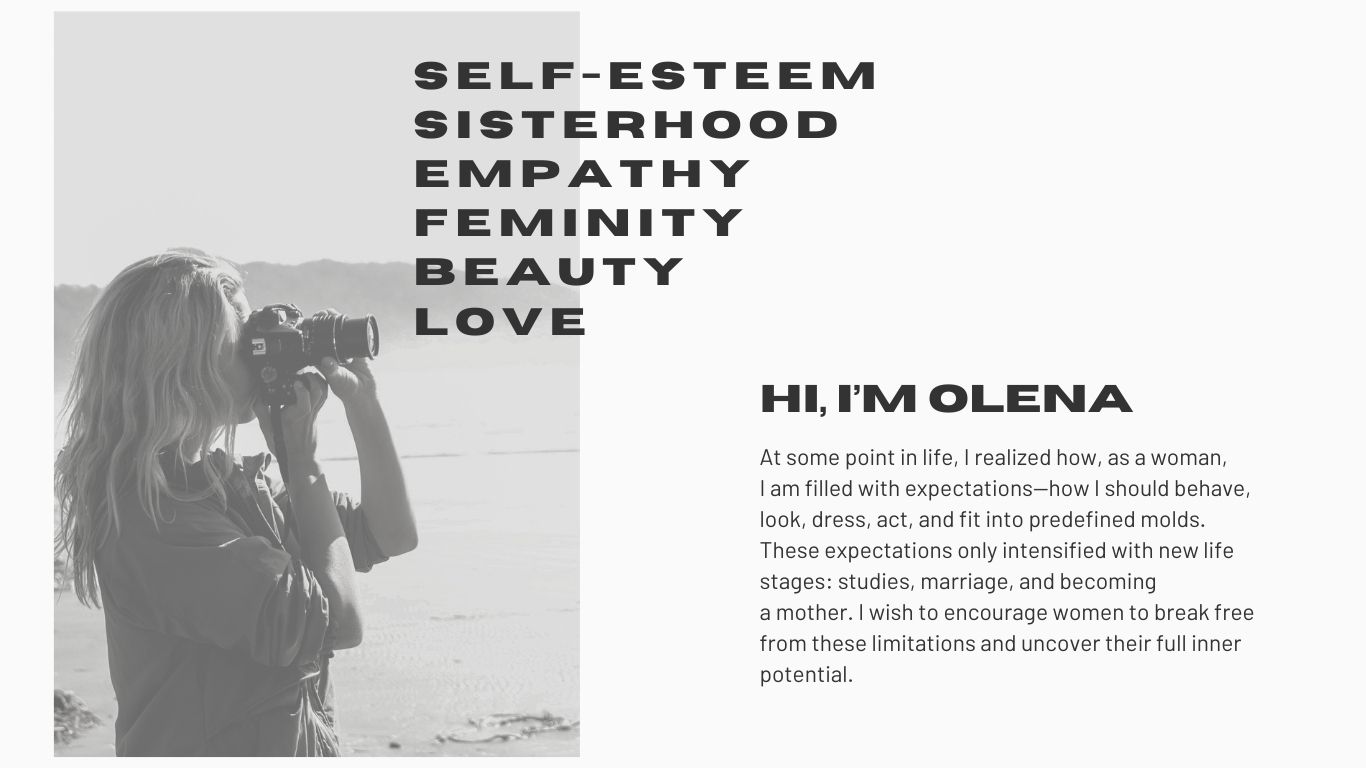 SELF-ESTEEM
SISTERHOOD
EMPATHY
FEMINITY
BEAUTY
LOVE
HI, I’M OLENA
At some point in life, I realized how, as a woman,
I am filled with expectations—how I should behave,
look, dress, act, and fit into predefined molds.
These expectations only intensified with new life
stages: studies, marriage, and becoming
a mother. I wish to encourage women to break free
from these limitations and uncover their full inner
potential.